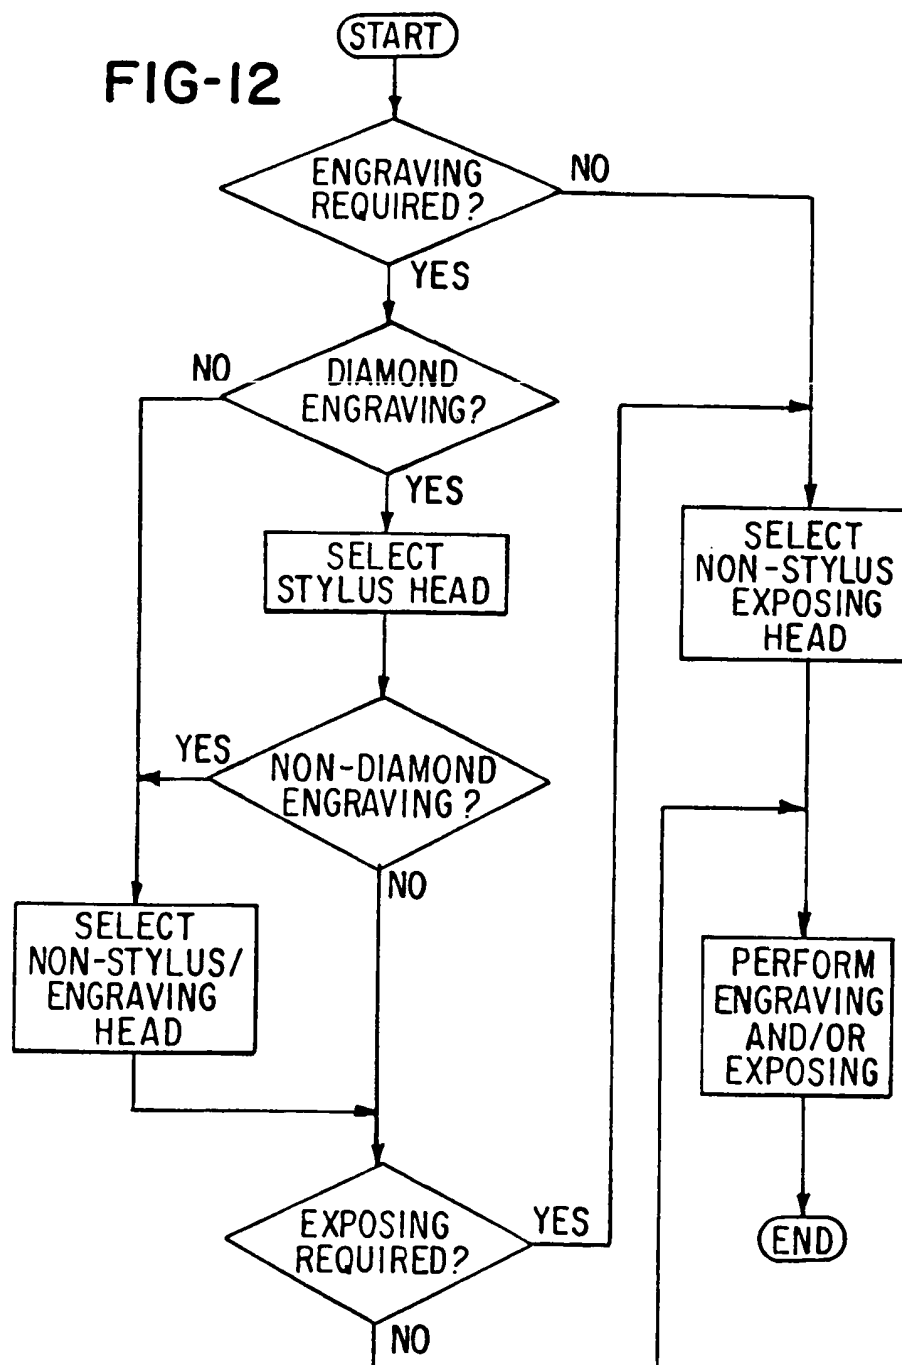 START
FIG-12
ENGRAVING
REQUIRED?
NO
YES
DIAMOND
ENGRAVING?
NO
YES
SELECT
STYLUS HEAD
SELECT
NON-STYLUS
EXPOSING
HEAD
NON-DIAMOND
ENGRAVING?
YES
NO
SELECT
NON-STYLUS/
ENGRAVING
HEAD
PERFORM
ENGRAVING
AND/OR
EXPOSING
EXPOSING
REQUIRED?
YES
NO
END